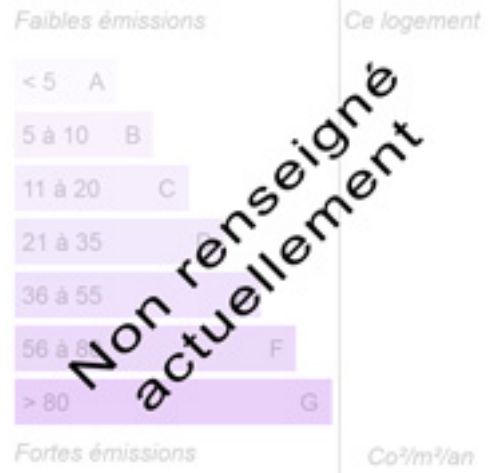 Faibles émissions
Ce logement
< 5 A
5 à 10 B
11 à 20 C
21 à 35 D
36 à 55
56 à 80 F
> 80 G
Fortes émissions
Co²/m²/an
Non renseigné
actuellement